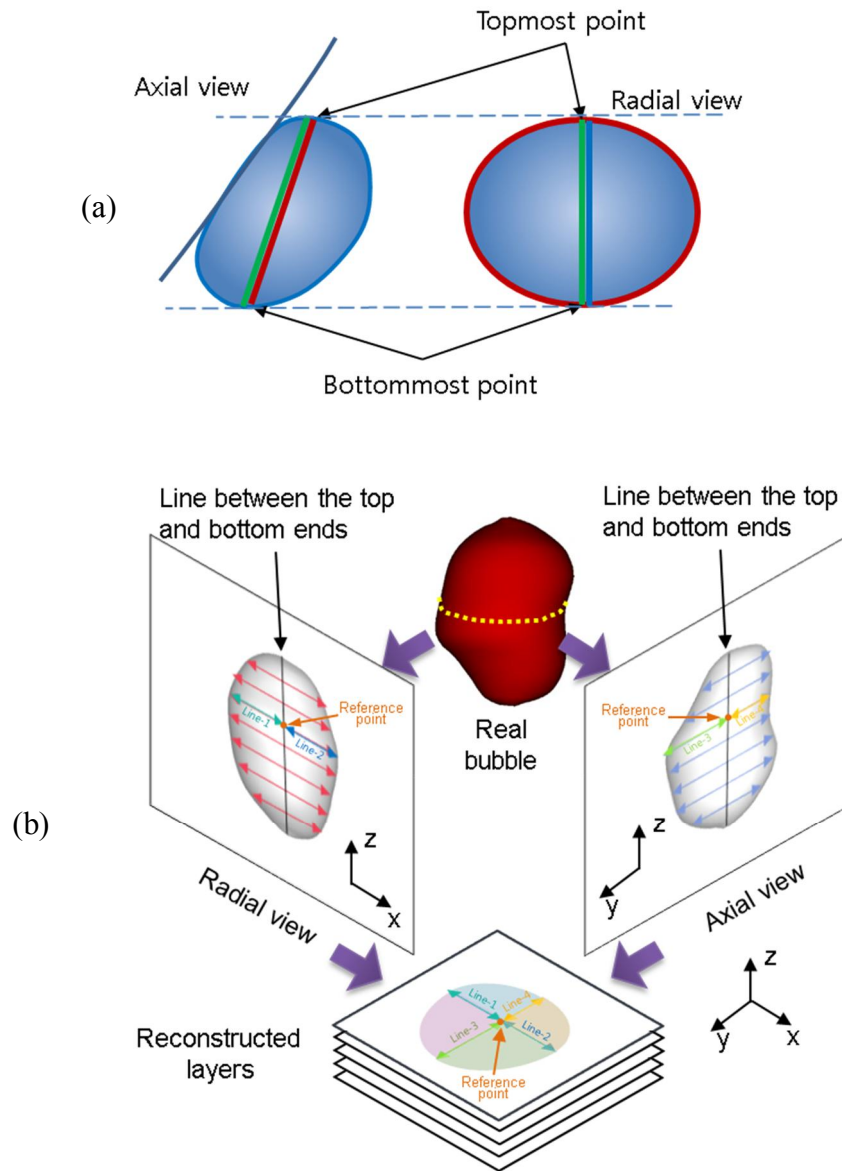 Topmost point
Axial view
Radial view
(a)
Bottommost point
Line between the top
and bottom ends
Line between the top
and bottom ends
Line-1
Reference
point
Line-2
Real
bubble
Reference
point
Line-4
Line-3
(b)
z
x
Radial view
z
y
Axial view
Line-1
Line-4
Line-3
Line-2
Reference
point
Reconstructed
layers
z
y
x